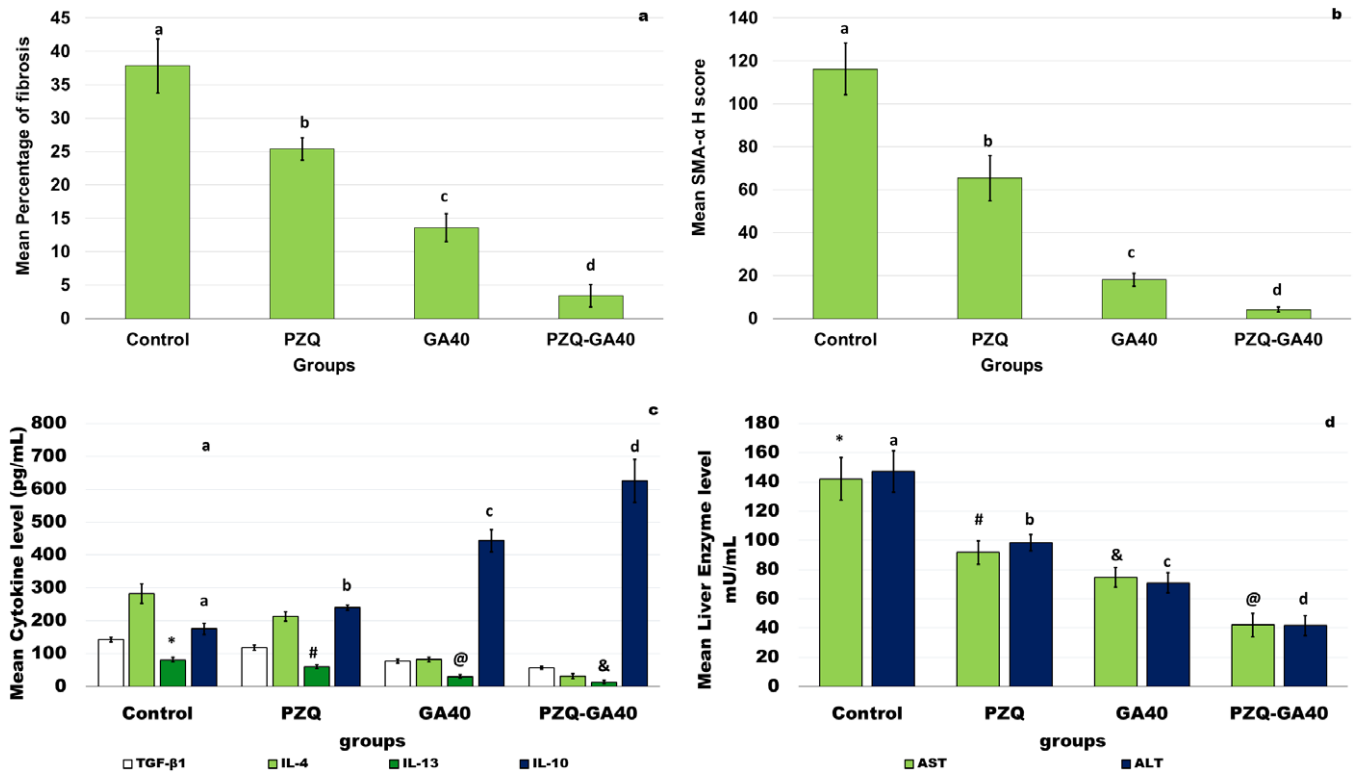 a
Mean Percentage of fibrosis
45
40
35
30
25
20
15
10
5
0
a
b
c
d
Control PZQ GA40 PZQ-GA40
Groups
b
Mean SMA-α H score
140
120
100
80
60
40
20
0
a
b
c
d
Control PZQ GA40 PZQ-GA40
Groups
c
Mean Cytokine level (pg/mL)
800
700
600
500
400
300
200
100
0
a
* a
# b
@ c
& d
Control PZQ GA40 PZQ-GA40
groups
TGF-β1 IL-4 IL-13 IL-10
d
Mean Liver Enzyme level
mU/mL
180
160
140
120
100
80
60
40
20
0
* a
# b
& c
@ d
Control PZQ GA40 PZQ-GA40
groups
AST ALT